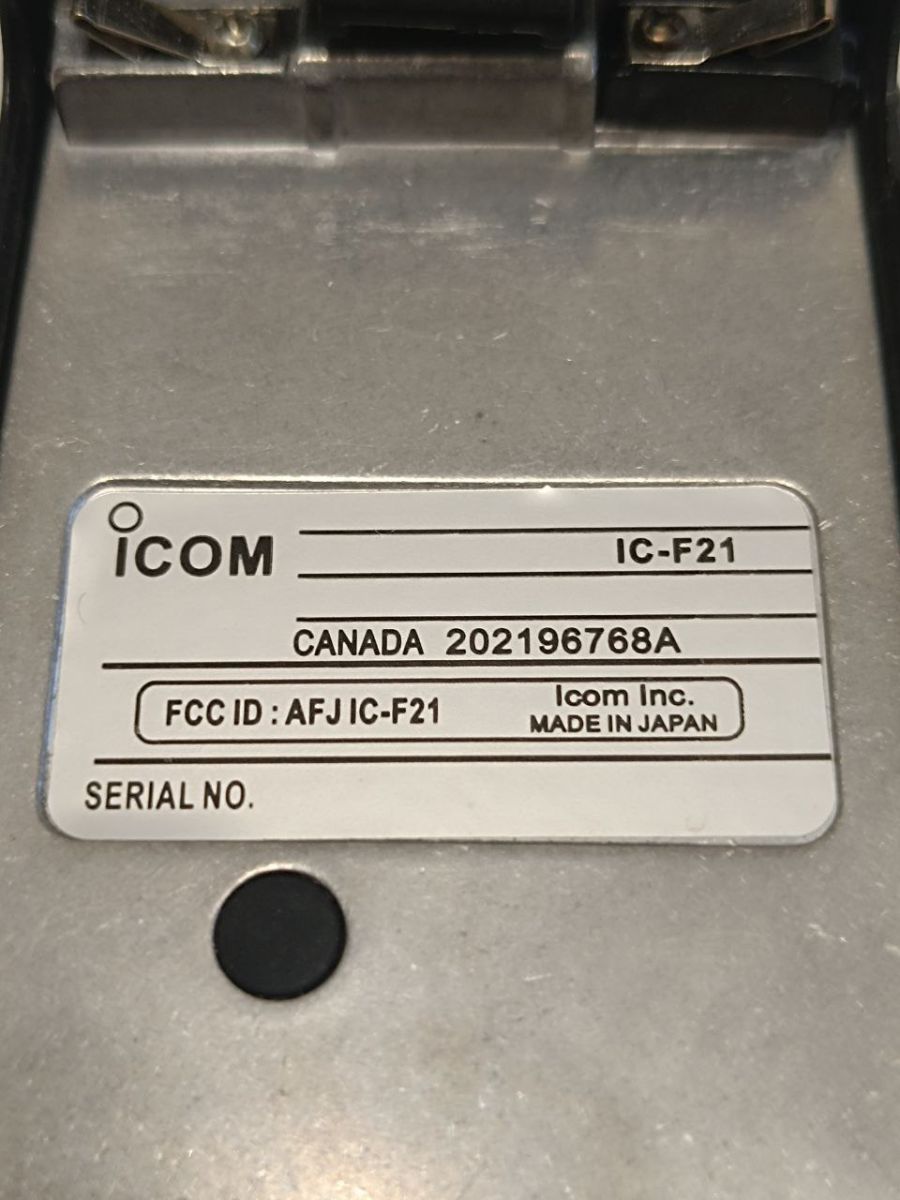 iCOM
IC-F21
CANADA 202196768A
FCC ID : AFJ IC-F21
Icom Inc.
MADE IN JAPAN
SERIAL NO.